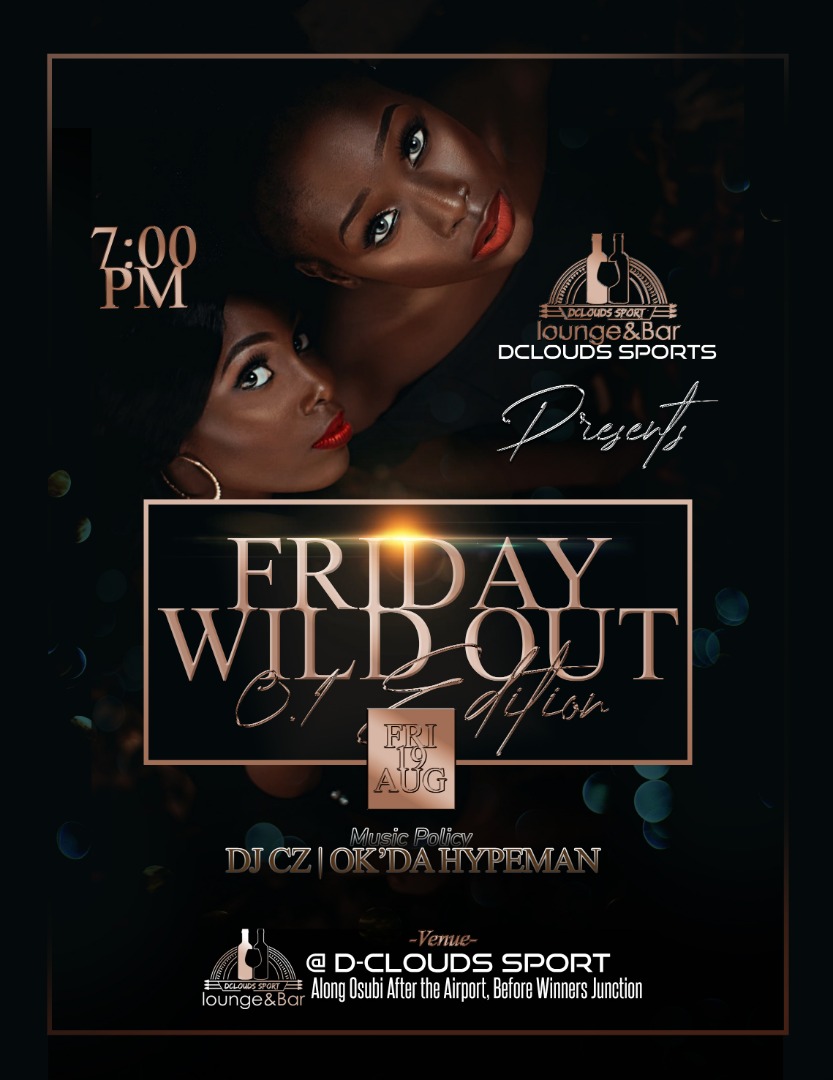 7:00
PM
DCLOUDS SPORT
lounge&Bar
DCLOUDS SPORTS
Presents
FRIDAY
WILD OUT
0.1 Edition
FRI
19
AUG
Music Policy
DJ CZ | OK'DA HYPEMAN
-Venue-
DCLOUDS SPORT
lounge&Bar
@ D-CLOUDS SPORT
Along Osubi After the Airport, Before Winners Junction